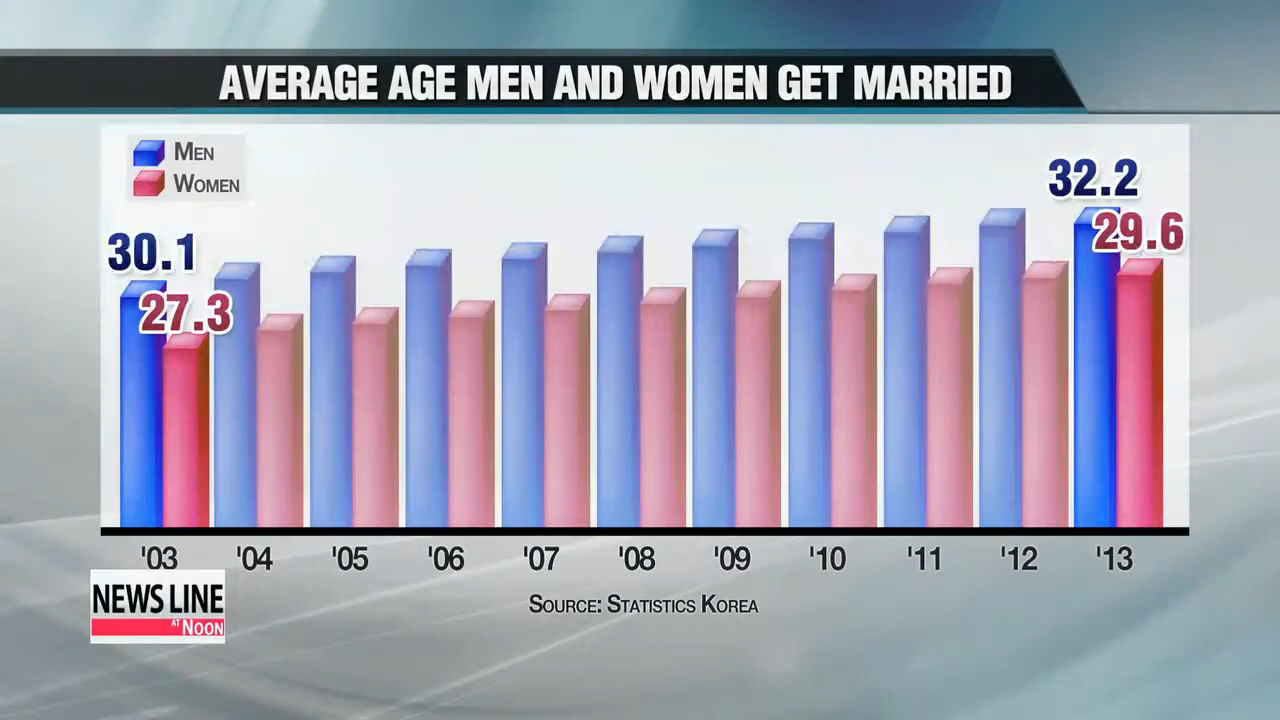 AVERAGE AGE MEN AND WOMEN GET MARRIED
MEN
WOMEN
30.1
27.3
32.2
29.6
'03 '04 '05 '06 '07 '08 '09 '10 '11 '12 '13
SOURCE: STATISTICS KOREA
NEWS LINE
AT NOON